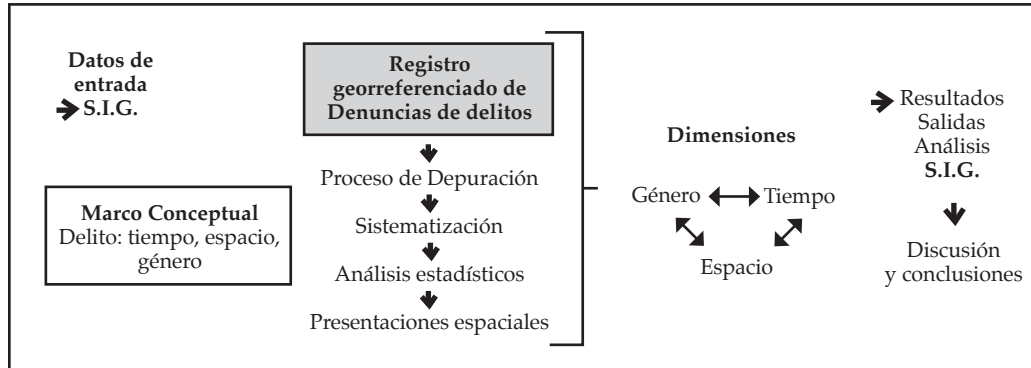 Datos de
entrada
S.I.G.
Marco Conceptual
Delito: tiempo, espacio,
género
Registro
georreferenciado de
Denuncias de delitos
Proceso de Depuración
Sistematización
Análisis estadísticos
Presentaciones espaciales
Dimensiones
Género
Tiempo
Espacio
Resultados
Salidas
Análisis
S.I.G.
Discusión
y conclusiones